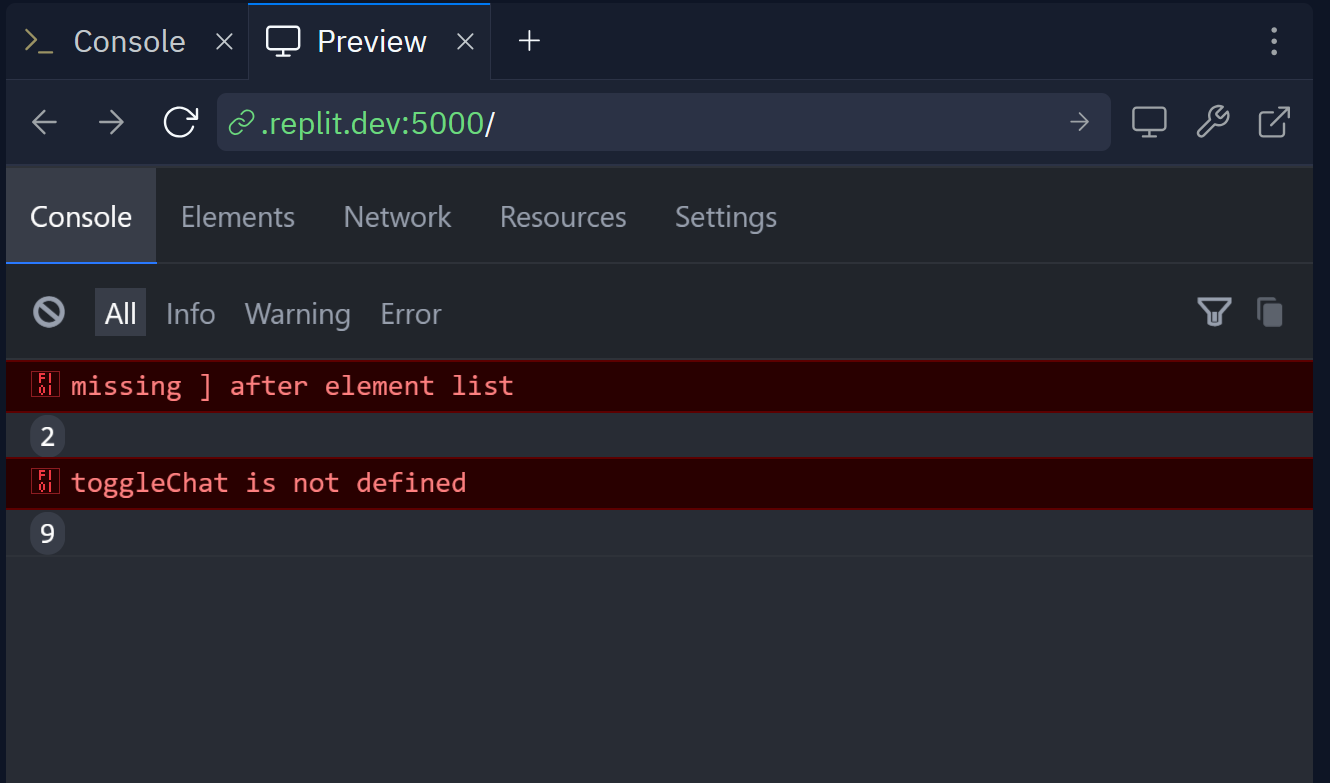 Console
Preview
.replit.dev:5000/
Console Elements Network Resources Settings
All Info Warning Error
missing ] after element list
2
toggleChat is not defined
9